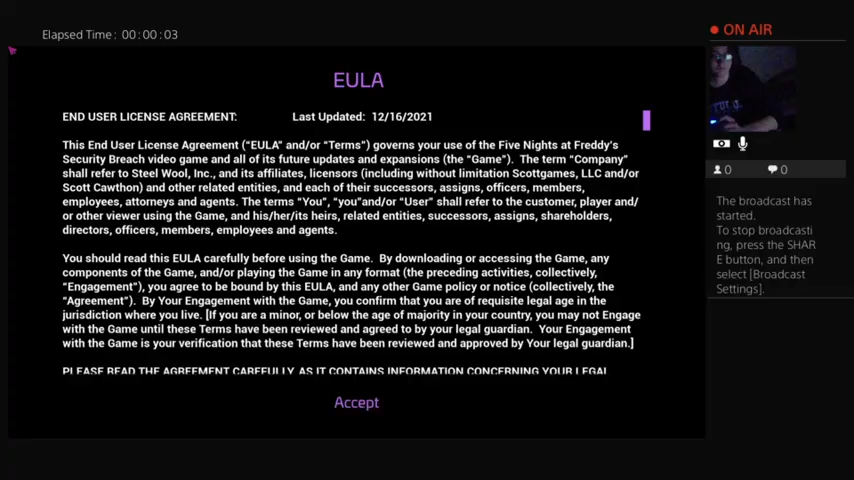 Elapsed Time: 00:00:03
ON AIR
EULA
END USER LICENSE AGREEMENT: Last Updated: 12/16/2021
This End User License Agreement ("EULA" and/or "Terms") governs your use of the Five Nights at Freddy's
Security Breach video game and all of its future updates and expansions (the "Game"). The term "Company"
shall refer to Steel Wool, Inc., and its affiliates, licensors (including without limitation Scottgames, LLC and/or
Scott Cawthon) and other related entities, and each of their successors, assigns, officers, members,
employees, attorneys and agents. The terms "You", "you"and/or "User" shall refer to the customer, player and/
or other viewer using the Game, and his/her/its heirs, related entities, successors, assigns, shareholders,
directors, officers, members, employees and agents.
You should read this EULA carefully before using the Game. By downloading or accessing the Game, any
components of the Game, and/or playing the Game in any format (the preceding activities, collectively,
"Engagement"), you agree to be bound by this EULA, and any other Game policy or notice (collectively, the
"Agreement"). By Your Engagement with the Game, you confirm that you are of requisite legal age in the
jurisdiction where you live. [If you are a minor, or below the age of majority in your country, you may not Engage
with the Game until these Terms have been reviewed and agreed to by your legal guardian. Your Engagement
with the Game is your verification that these Terms have been reviewed and approved by Your legal guardian.]
PLEASE READ THE AGREEMENT CAREFULLY, AS IT CONTAINS INFORMATION CONCERNING YOUR LEGAL
Accept
0 0
The broadcast has
started.
To stop broadcasti
ng, press the SHAR
E button, and then
select [Broadcast
Settings].